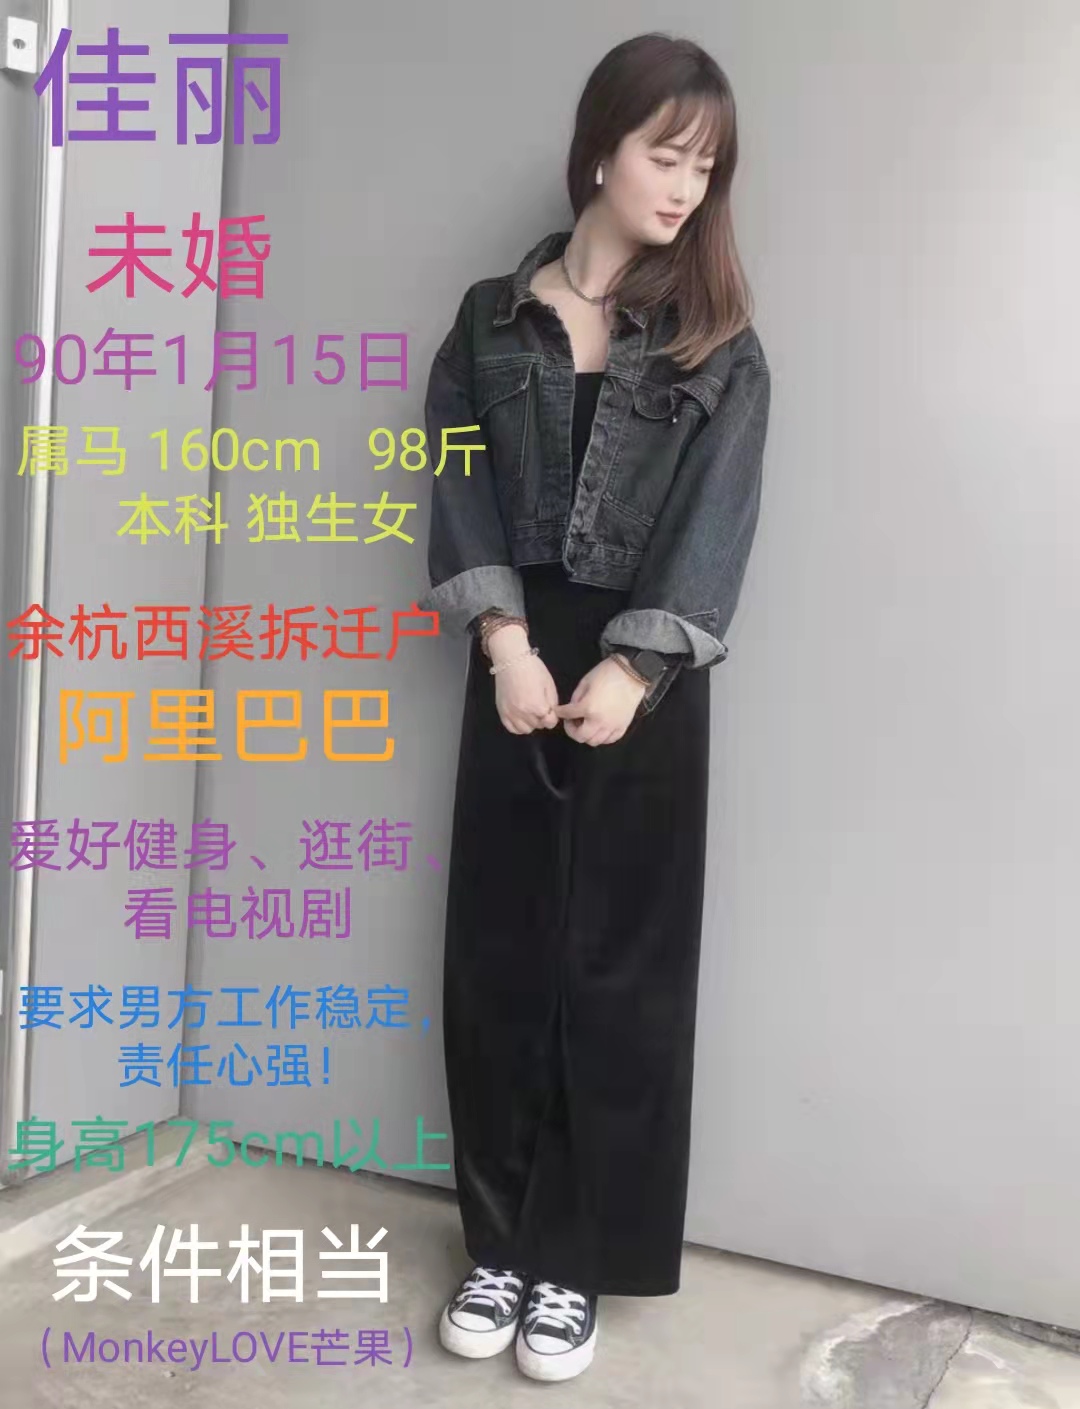 佳丽
未婚
90年1月15日
属马 160cm 98斤
本科 独生女
余杭西溪拆迁户
阿里巴巴
爱好健身、逛街、
看电视剧
要求男方工作稳定，
责任心强！
身高175cm以上
条件相当
（MonkeyLOVE芒果）